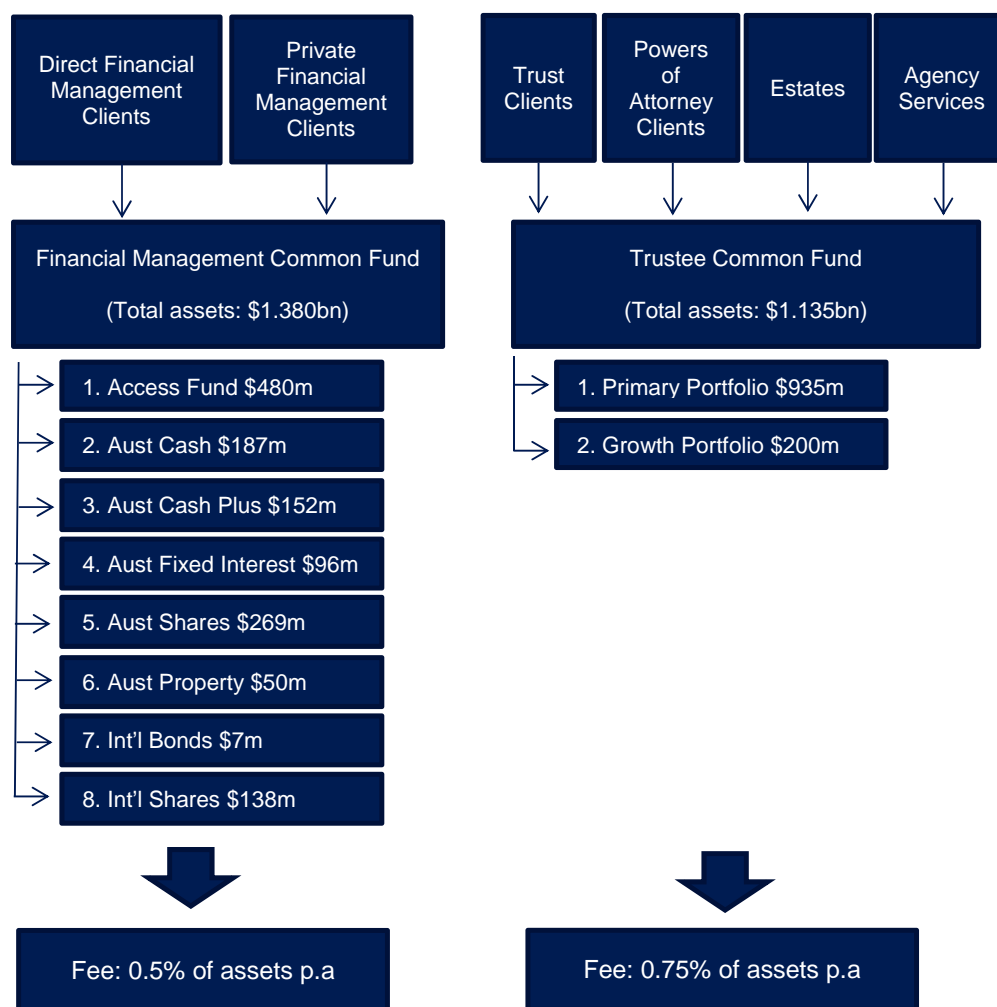 Direct Financial
Management
Clients
Private
Financial
Management
Clients
Trust
Clients
Powers
of
Attorney
Clients
Estates
Agency
Services
Financial Management Common Fund
(Total assets: $1.380bn)
Trustee Common Fund
(Total assets: $1.135bn)
1. Access Fund $480m
2. Aust Cash $187m
3. Aust Cash Plus $152m
4. Aust Fixed Interest $96m
5. Aust Shares $269m
6. Aust Property $50m
7. Int'l Bonds $7m
8. Int'l Shares $138m
1. Primary Portfolio $935m
2. Growth Portfolio $200m
Fee: 0.5% of assets p.a
Fee: 0.75% of assets p.a